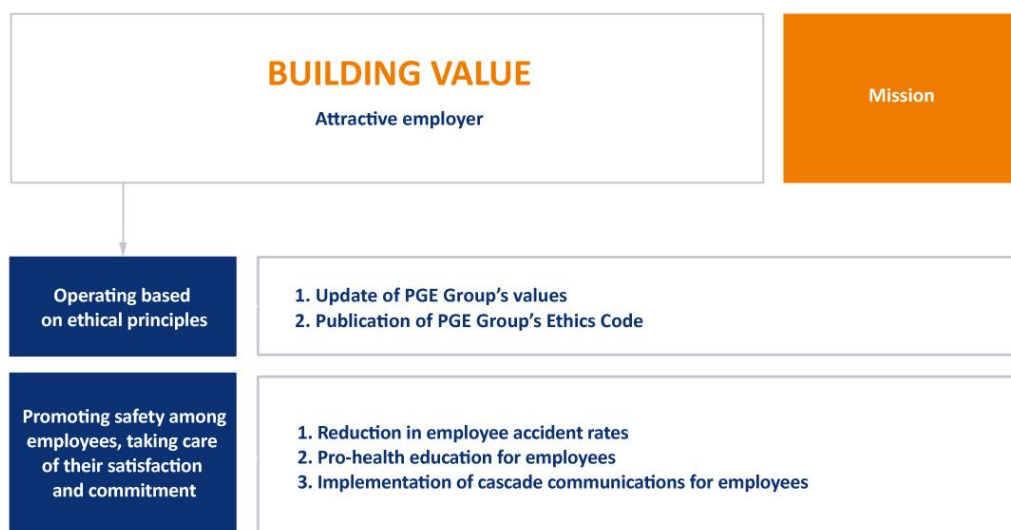 BUILDING VALUE
Attractive employer
Mission
Operating based
on ethical principles
1. Update of PGE Group’s values
2. Publication of PGE Group’s Ethics Code
Promoting safety among
employees, taking care
of their satisfaction
and commitment
1. Reduction in employee accident rates
2. Pro-health education for employees
3. Implementation of cascade communications for employees